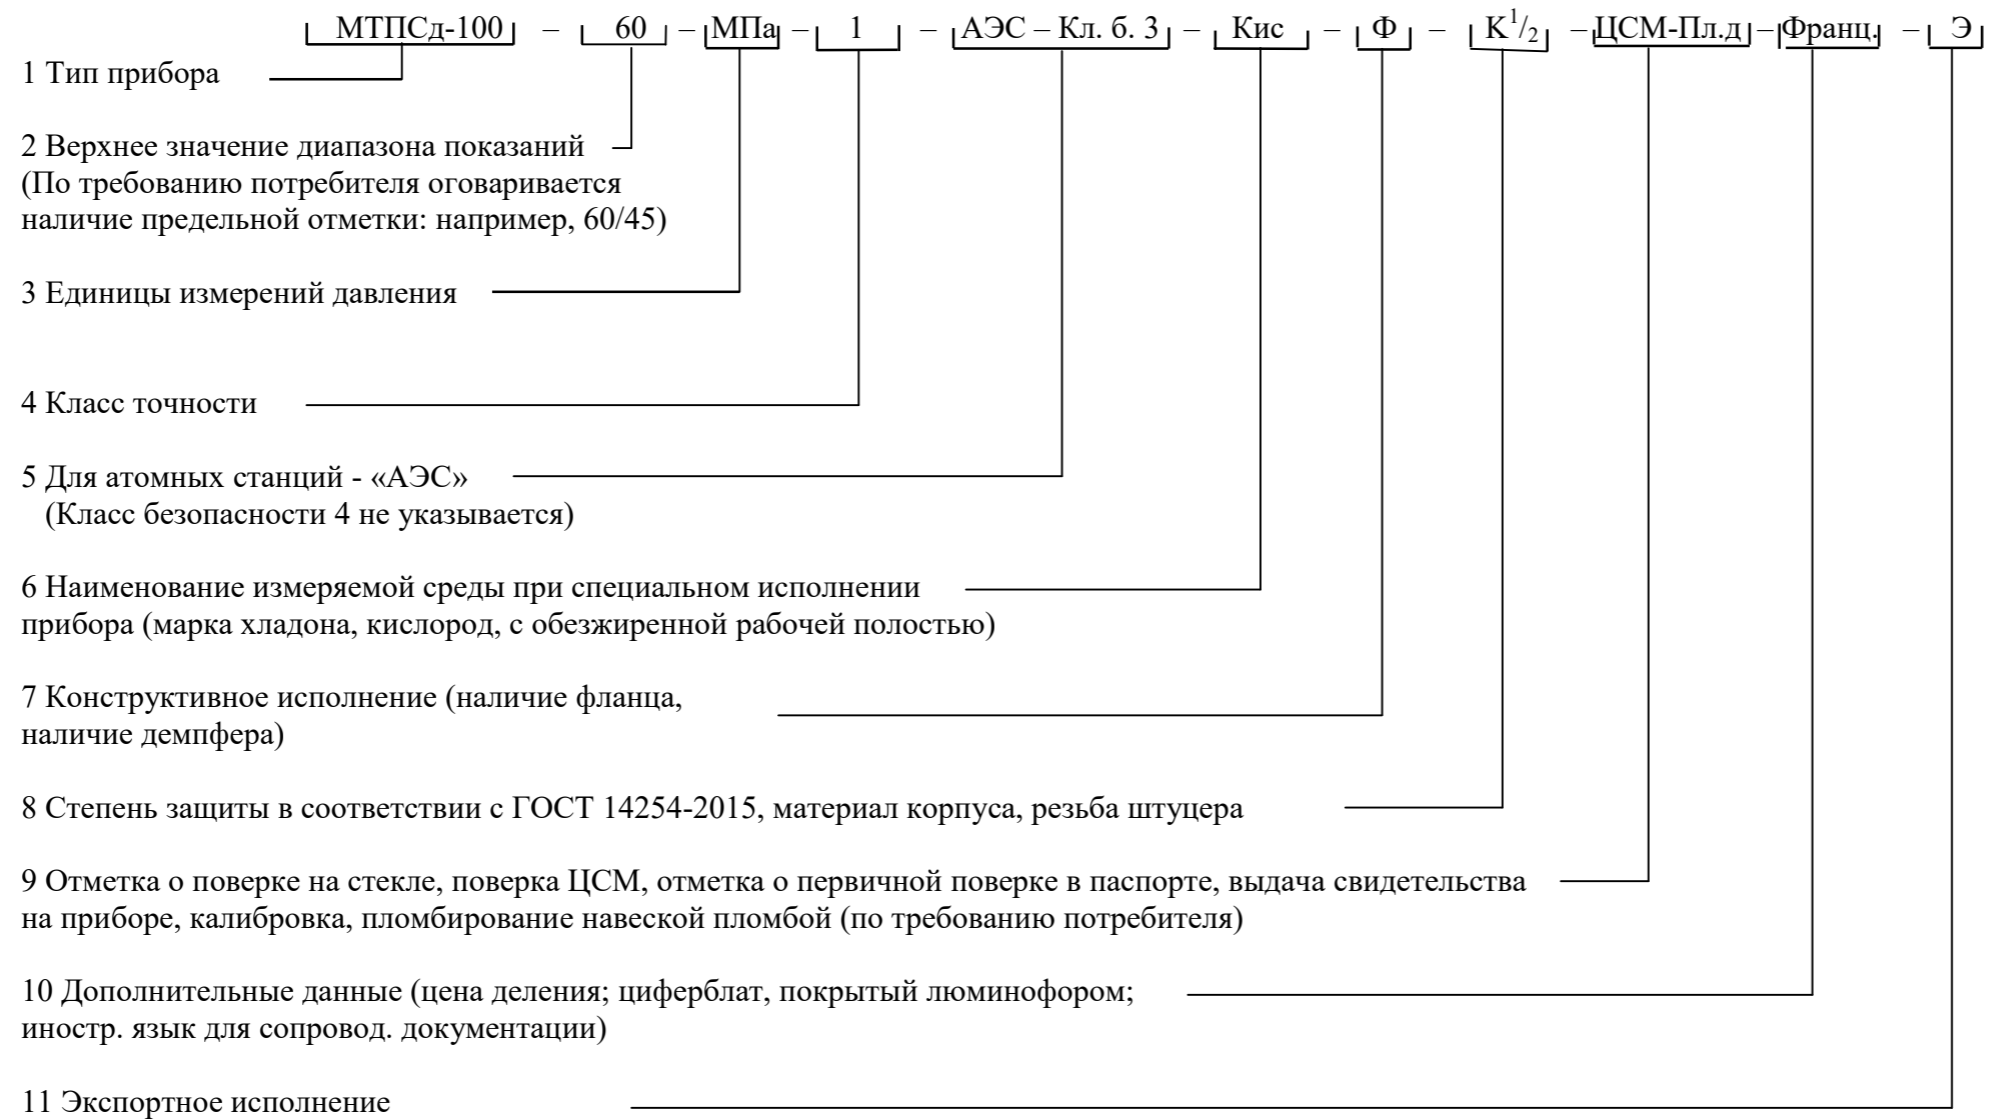 МТПСд-100 – 60 – МПа – 1 – АЭС – Кл. б. 3 – Кис – Ф – К¹/₂ – ЦСМ-Пл.д – Франц. – Э
1 Тип прибора
2 Верхнее значение диапазона показаний
(По требованию потребителя оговаривается
наличие предельной отметки: например, 60/45)
3 Единицы измерений давления
4 Класс точности
5 Для атомных станций - «АЭС»
(Класс безопасности 4 не указывается)
6 Наименование измеряемой среды при специальном исполнении
прибора (марка хладона, кислород, с обезжиренной рабочей полостью)
7 Конструктивное исполнение (наличие фланца,
наличие демпфера)
8 Степень защиты в соответствии с ГОСТ 14254-2015, материал корпуса, резьба штуцера
9 Отметка о поверке на стекле, поверка ЦСМ, отметка о первичной поверке в паспорте, выдача свидетельства
на приборе, калибровка, пломбирование навеской пломбой (по требованию потребителя)
10 Дополнительные данные (цена деления; циферблат, покрытый люминофором;
иностр. язык для сопровод. документации)
11 Экспортное исполнение